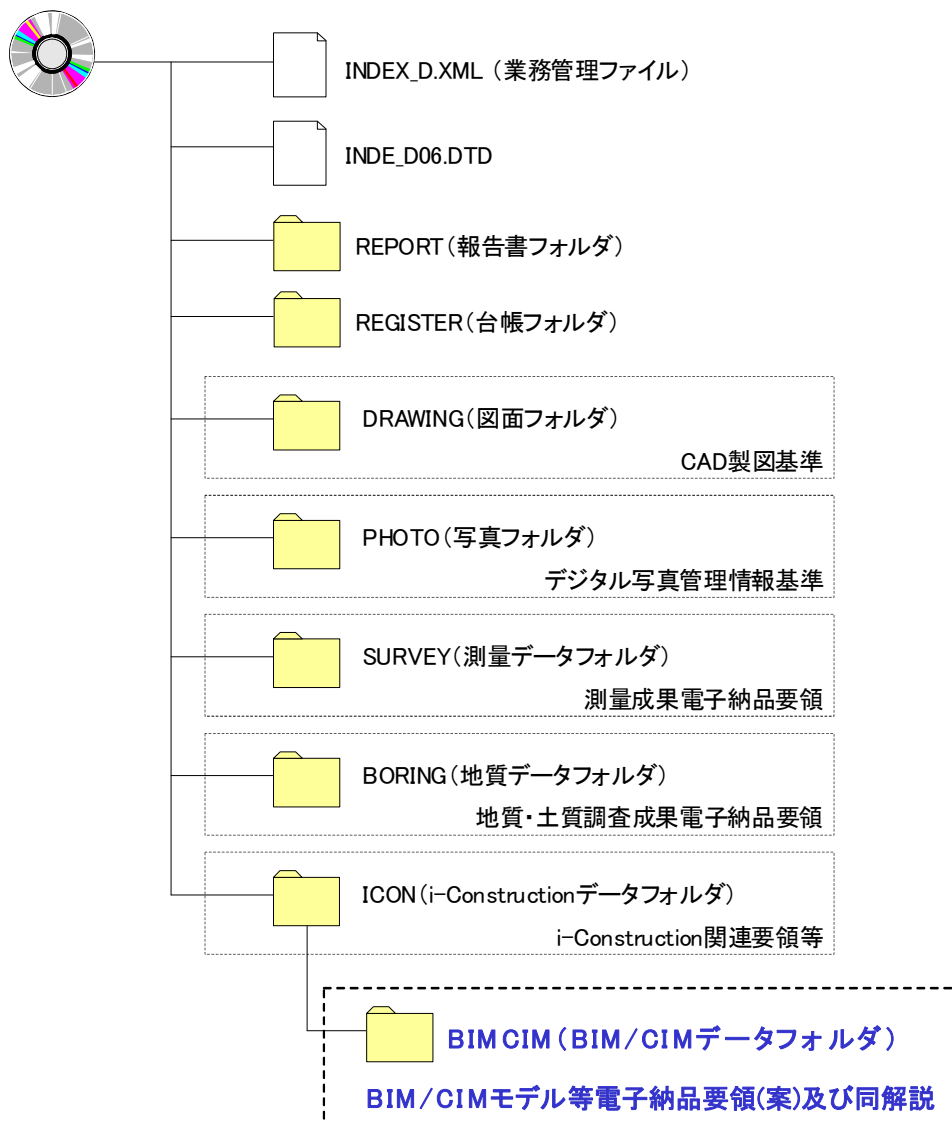 INDEX_D.XML（業務管理ファイル）
INDE_D06.DTD
REPORT（報告書フォルダ）
REGISTER（台帳フォルダ）
DRAWING（図面フォルダ）
CAD製図基準
PHOTO（写真フォルダ）
デジタル写真管理情報基準
SURVEY（測量データフォルダ）
測量成果電子納品要領
BORING（地質データフォルダ）
地質・土質調査成果電子納品要領
ICON（i-Constructionデータフォルダ）
i-Construction関連要領等
BIMCIM（BIM/CIMデータフォルダ）
BIM/CIMモデル等電子納品要領(案)及び同解説